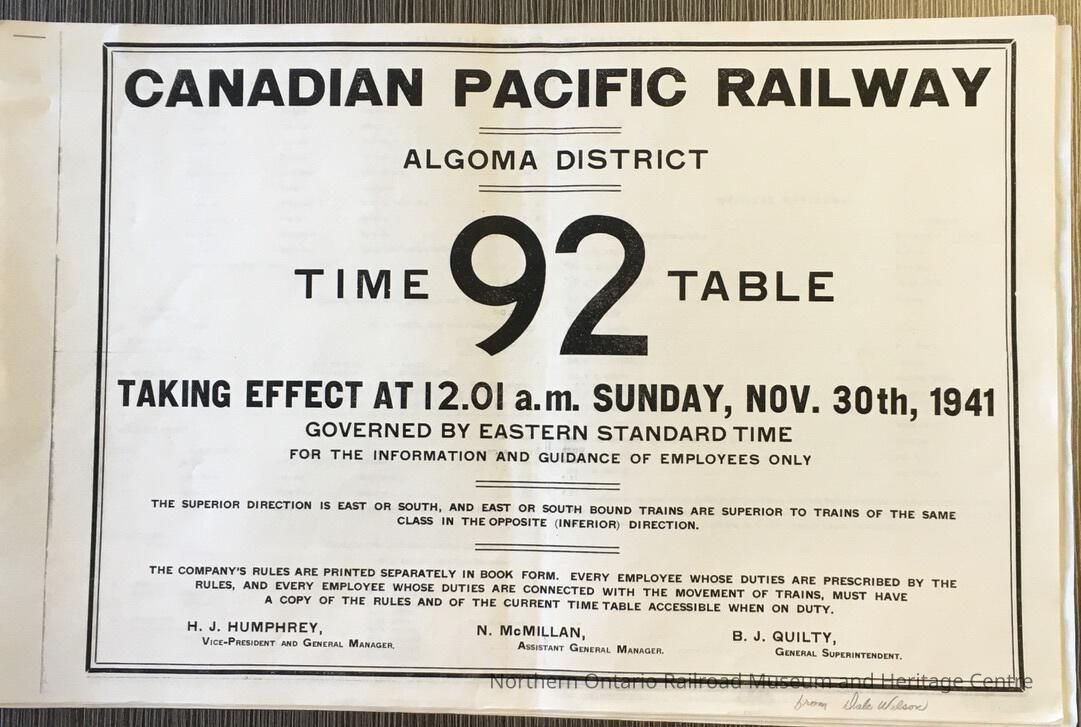 CANADIAN PACIFIC RAILWAY
ALGOMA DISTRICT
TIME 92 TABLE
TAKING EFFECT AT 12.01 a.m. SUNDAY, NOV. 30th, 1941
GOVERNED BY EASTERN STANDARD TIME
FOR THE INFORMATION AND GUIDANCE OF EMPLOYEES ONLY
THE SUPERIOR DIRECTION IS EAST OR SOUTH, AND EAST OR SOUTH BOUND TRAINS ARE SUPERIOR TO TRAINS OF THE SAME
CLASS IN THE OPPOSITE (INFERIOR) DIRECTION.
THE COMPANY'S RULES ARE PRINTED SEPARATELY IN BOOK FORM. EVERY EMPLOYEE WHOSE DUTIES ARE PRESCRIBED BY THE
RULES, AND EVERY EMPLOYEE WHOSE DUTIES ARE CONNECTED WITH THE MOVEMENT OF TRAINS, MUST HAVE
A COPY OF THE RULES AND OF THE CURRENT TIME TABLE ACCESSIBLE WHEN ON DUTY.
H. J. HUMPHREY,
VICE-PRESIDENT AND GENERAL MANAGER.
N. McMILLAN,
ASSISTANT GENERAL MANAGER.
B. J. QUILTY,
GENERAL SUPERINTENDENT.
Northern Ontario Railroad Museum and Heritage Centre
from Dale Wilson